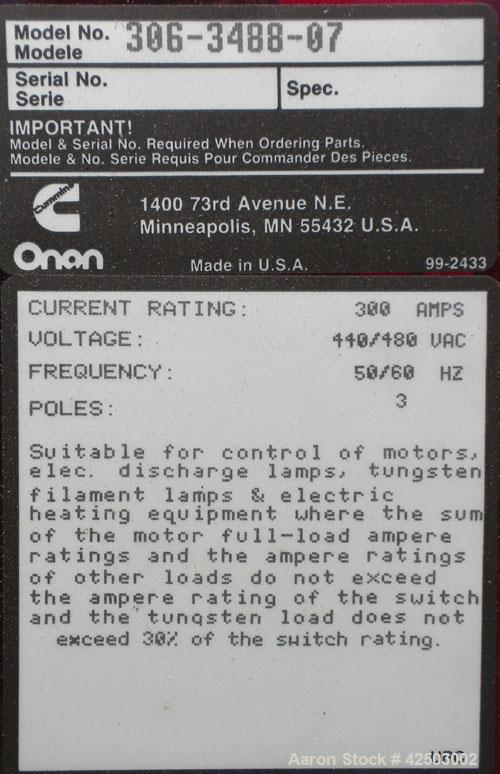 Model No. 306-3488-07
Modele
Serial No.
Serie
Spec.
IMPORTANT!
Model & Serial No. Required When Ordering Parts.
Modele & No. Serie Requis Pour Commander Des Pieces.
Cummins
1400 73rd Avenue N.E.
Minneapolis, MN 55432 U.S.A.
Onan
Made in U.S.A.
99-2433
CURRENT RATING: 300 AMPS
VOLTAGE: 440/480 VAC
FREQUENCY: 50/60 HZ
POLES: 3
Suitable for control of motors,
elec. discharge lamps, tungsten
filament lamps & electric
heating equipment where the sum
of the motor full-load ampere
ratings and the ampere ratings
of other loads do not exceed
the ampere rating of the switch
and the tungsten load does not
exceed 30% of the switch rating.
Aaron Stock # 42503002